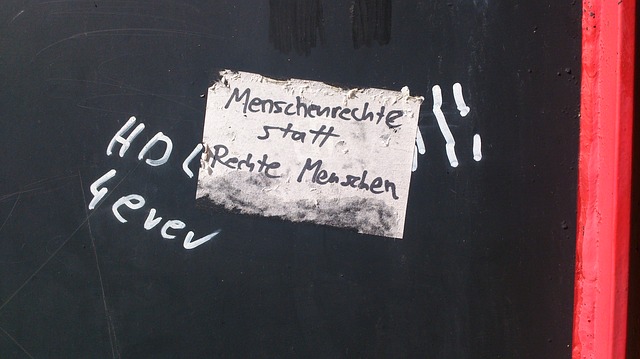 Menschenrechte
statt
Rechte Menschen
HDL
4ever